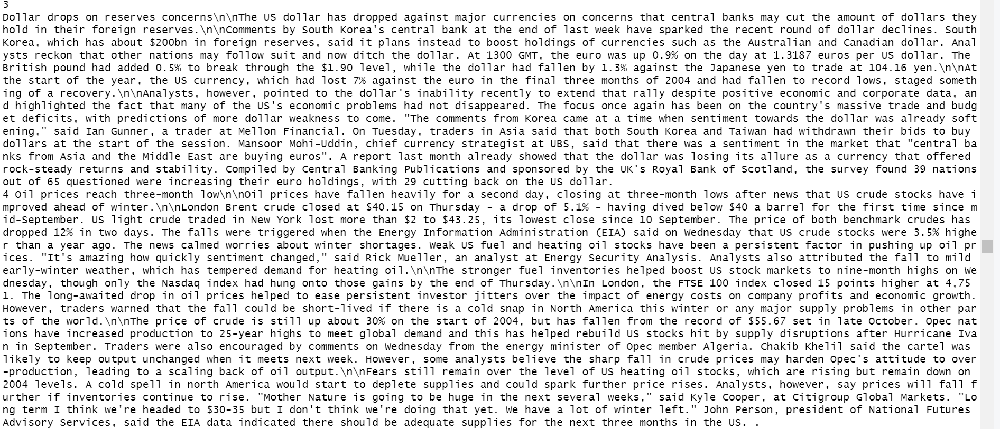 3
Dollar drops on reserves concerns\n\nThe US dollar has dropped against major currencies on concerns that central banks may cut the amount of dollars they
hold in their foreign reserves.\n\nComments by South Korea's central bank at the end of last week have sparked the recent round of dollar declines. South
Korea, which has about $200bn in foreign reserves, said it plans instead to boost holdings of currencies such as the Australian and Canadian dollar. Anal
ysts reckon that other nations may follow suit and now ditch the dollar. At 1300 GMT, the euro was up 0.9% on the day at 1.3187 euros per US dollar. The
British pound had added 0.5% to break through the $1.90 level, while the dollar had fallen by 1.3% against the Japanese yen to trade at 104.16 yen.\n\nAt
the start of the year, the US currency, which had lost 7% against the euro in the final three months of 2004 and had fallen to record lows, staged someth
ing of a recovery.\n\nAnalysts, however, pointed to the dollar's inability recently to extend that rally despite positive economic and corporate data, an
d highlighted the fact that many of the US's economic problems had not disappeared. The focus once again has been on the country's massive trade and budg
et deficits, with predictions of more dollar weakness to come. "The comments from Korea came at a time when sentiment towards the dollar was already soft
ening," said Ian Gunner, a trader at Mellon Financial. On Tuesday, traders in Asia said that both South Korea and Taiwan had withdrawn their bids to buy
dollars at the start of the session. Mansoor Mohi-Uddin, chief currency strategist at UBS, said that there was a sentiment in the market that "central ba
nks from Asia and the Middle East are buying euros". A report last month already showed that the dollar was losing its allure as a currency that offered
rock-steady returns and stability. Compiled by Central Banking Publications and sponsored by the UK's Royal Bank of Scotland, the survey found 39 nations
out of 65 questioned were increasing their euro holdings, with 29 cutting back on the US dollar.
4 Oil prices reach three-month low\n\nOil prices have fallen heavily for a second day, closing at three-month lows after news that US crude stocks have i
mproved ahead of winter.\n\nLondon Brent crude closed at $40.15 on Thursday - a drop of 5.1% - having dived below $40 a barrel for the first time since m
id-September. US light crude traded in New York lost more than $2 to $43.25, its lowest close since 10 September. The price of both benchmark crudes has
dropped 12% in two days. The falls were triggered when the Energy Information Administration (EIA) said on Wednesday that US crude stocks were 3.5% highe
r than a year ago. The news calmed worries about winter shortages. Weak US fuel and heating oil stocks have been a persistent factor in pushing up oil pr
ices. "It's amazing how quickly sentiment changed," said Rick Mueller, an analyst at Energy Security Analysis. Analysts also attributed the fall to mild
early-winter weather, which has tempered demand for heating oil.\n\nThe stronger fuel inventories helped boost US stock markets to nine-month highs on We
dnesday, though only the Nasdaq index had hung onto those gains by the end of Thursday.\n\nIn London, the FTSE 100 index closed 15 points higher at 4,75
1. The long-awaited drop in oil prices helped to ease persistent investor jitters over the impact of energy costs on company profits and economic growth.
However, traders warned that the fall could be short-lived if there is a cold snap in North America this winter or any major supply problems in other par
ts of the world.\n\nThe price of crude is still up about 30% on the start of 2004, but has fallen from the record of $55.67 set in late October. Opec nat
ions have increased production to 25-year highs to meet global demand and this has helped rebuild US stocks hit by supply disruptions after Hurricane Iva
n in September. Traders were also encouraged by comments on Wednesday from the energy minister of Opec member Algeria. Chakib Khelil said the cartel was
likely to keep output unchanged when it meets next week. However, some analysts believe the sharp fall in crude prices may harden Opec's attitude to over
-production, leading to a scaling back of oil output.\n\nFears still remain over the level of US heating oil stocks, which are rising but remain down on
2004 levels. A cold spell in north America would start to deplete supplies and could spark further price rises. Analysts, however, say prices will fall f
urther if inventories continue to rise. "Mother Nature is going to be huge in the next several weeks," said Kyle Cooper, at Citigroup Global Markets. "Lo
ng term I think we're headed to $30-35 but I don't think we're doing that yet. We have a lot of winter left." John Person, president of National Futures
Advisory Services, said the EIA data indicated there should be adequate supplies for the next three months in the US. .